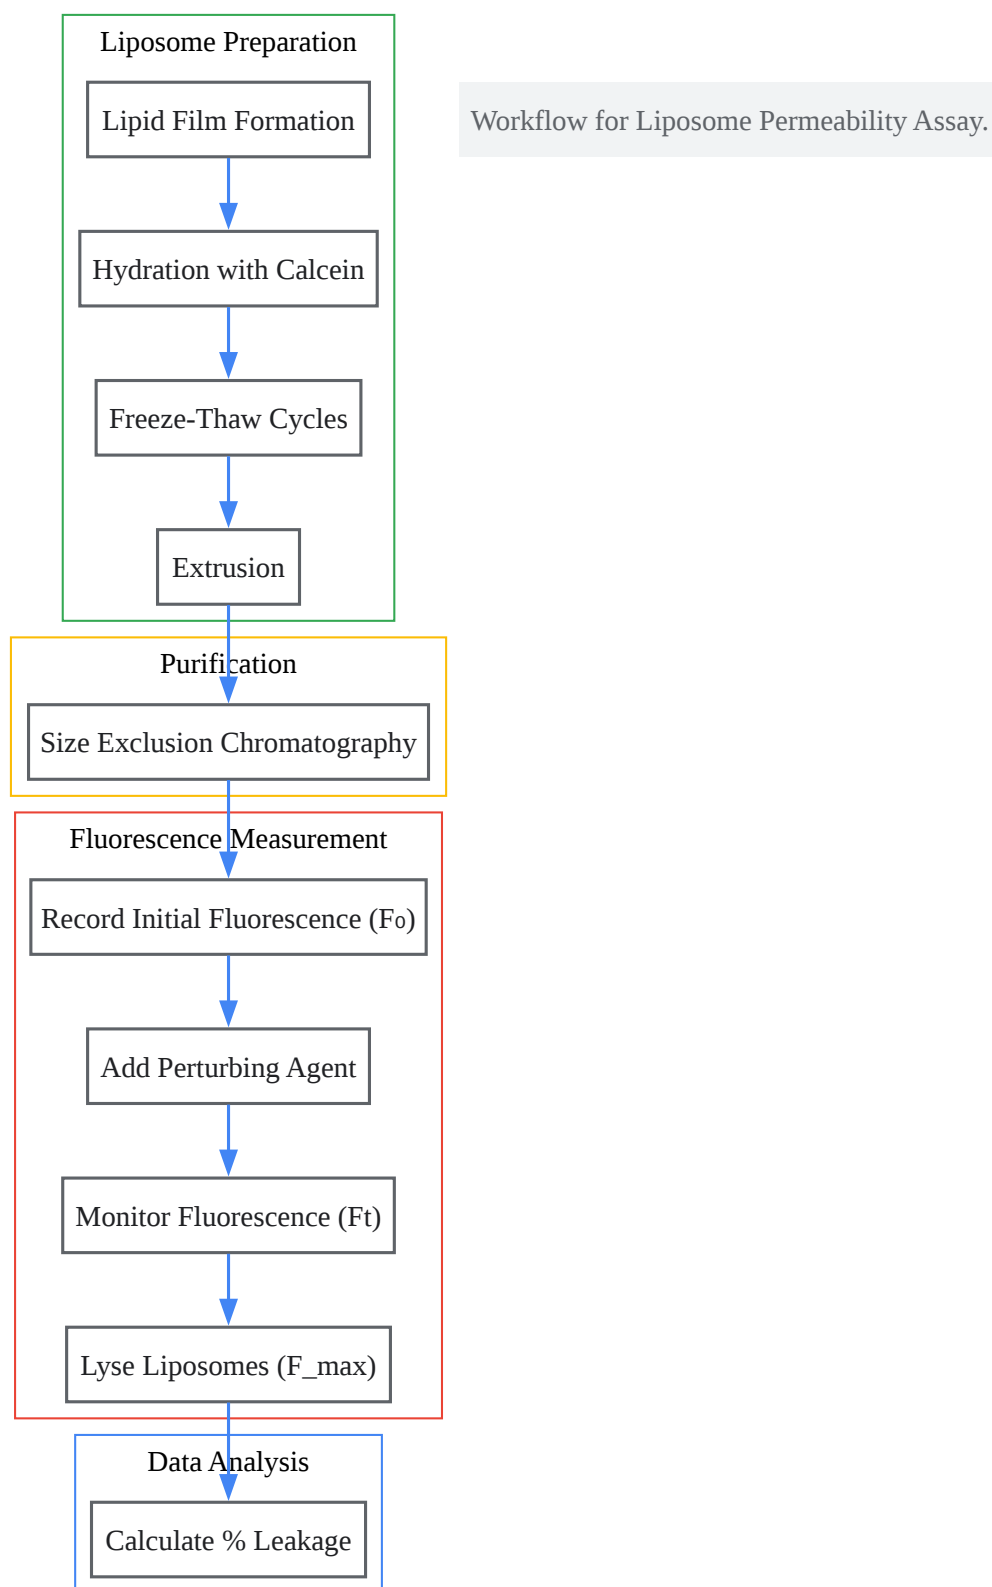 Liposome Preparation
Lipid Film Formation
Workflow for Liposome Permeability Assay.
Hydration with Calcein
Freeze-Thaw Cycles
Extrusion
Purification
Size Exclusion Chromatography
Fluorescence Measurement
Record Initial Fluorescence (F₀)
Add Perturbing Agent
Monitor Fluorescence (Ft)
Lyse Liposomes (F_max)
Data Analysis
Calculate % Leakage